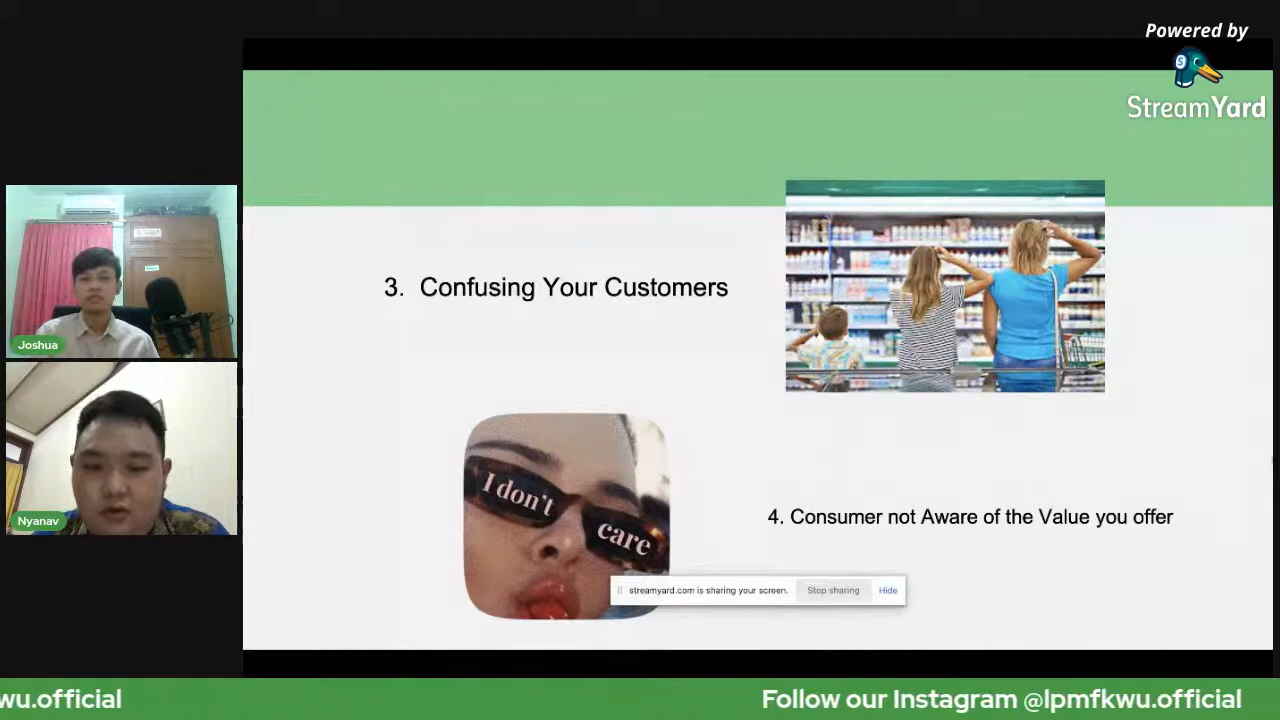 Powered by
StreamYard
3. Confusing Your Customers
I don't
care
4. Consumer not Aware of the Value you offer
streamyard.com is sharing your screen.
Stop sharing
Hide
Joshua
Nyanav
wu.official
Follow our Instagram @lpmfkwu.official